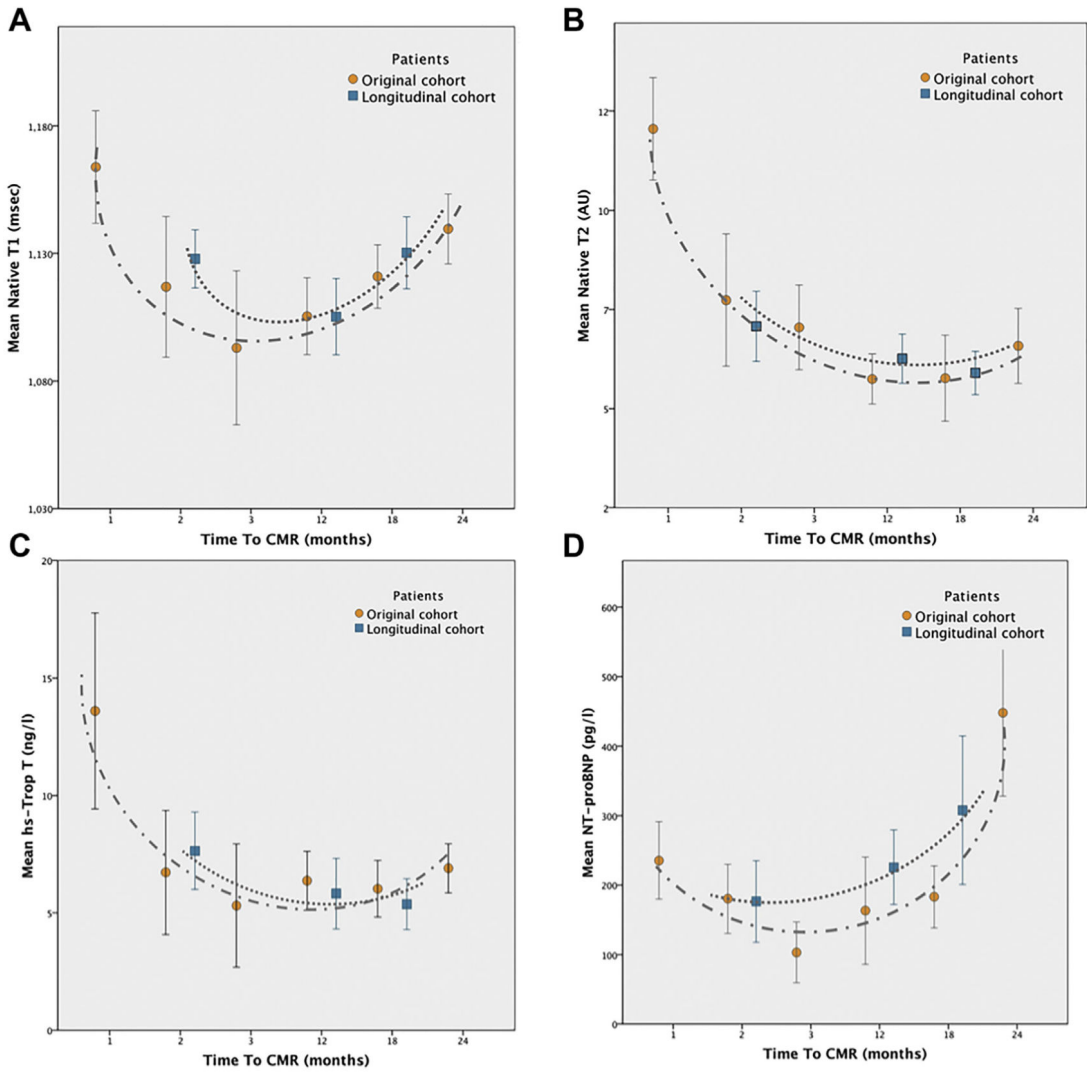 A
Patients
Original cohort
Longitudinal cohort
Mean Native T1 (msec)
1,180
1,130
1,080
1,030
1 2 3 12 18 24
Time To CMR (months)
B
Patients
Original cohort
Longitudinal cohort
Mean Native T2 (AU)
12
10
7
5
2
1 2 3 12 18 24
Time To CMR (months)
C
Patients
Original cohort
Longitudinal cohort
Mean hs-Trop T (ng/l)
20
15
10
5
0
1 2 3 12 18 24
Time To CMR (months)
D
Patients
Original cohort
Longitudinal cohort
Mean NT-proBNP (pg/l)
600
500
400
300
200
100
0
1 2 3 12 18 24
Time To CMR (months)